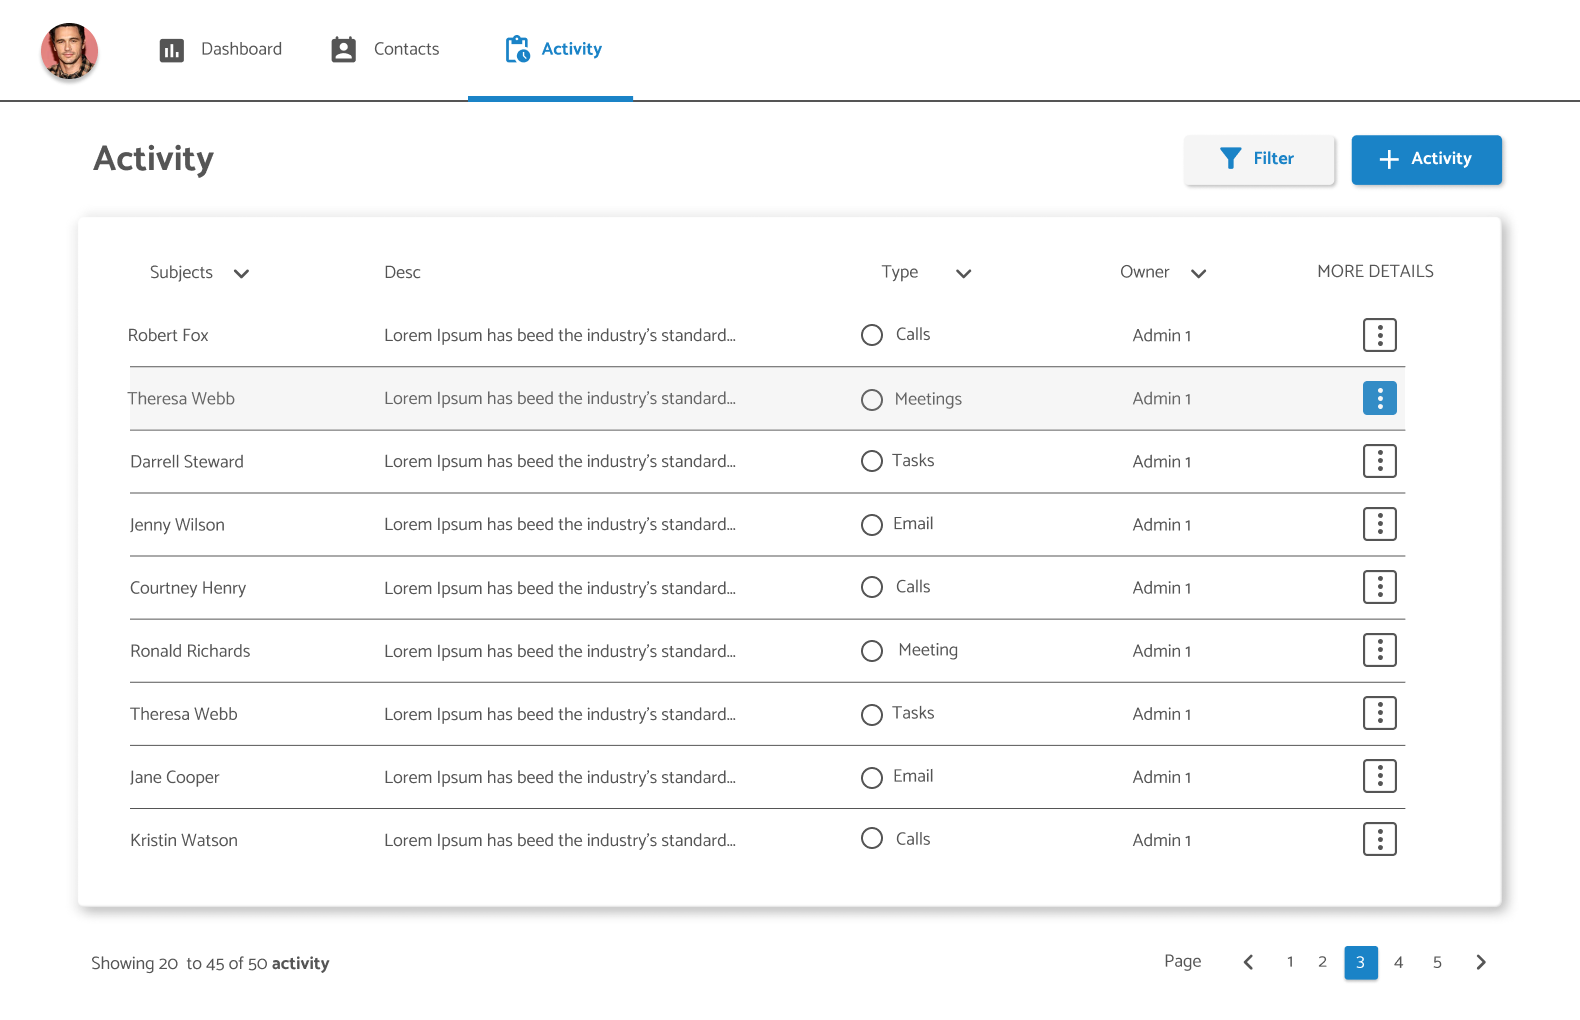 Dashboard Contacts Activity
Activity
Filter Activity
Subjects Desc Type Owner MORE DETAILS
Robert Fox Lorem Ipsum has beed the industry's standard... Calls Admin 1
Theresa Webb Lorem Ipsum has beed the industry's standard... Meetings Admin 1
Darrell Steward Lorem Ipsum has beed the industry's standard... Tasks Admin 1
Jenny Wilson Lorem Ipsum has beed the industry's standard... Email Admin 1
Courtney Henry Lorem Ipsum has beed the industry's standard... Calls Admin 1
Ronald Richards Lorem Ipsum has beed the industry's standard... Meeting Admin 1
Theresa Webb Lorem Ipsum has beed the industry's standard... Tasks Admin 1
Jane Cooper Lorem Ipsum has beed the industry's standard... Email Admin 1
Kristin Watson Lorem Ipsum has beed the industry's standard... Calls Admin 1
Showing 20 to 45 of 50 activity
Page 1 2 3 4 5